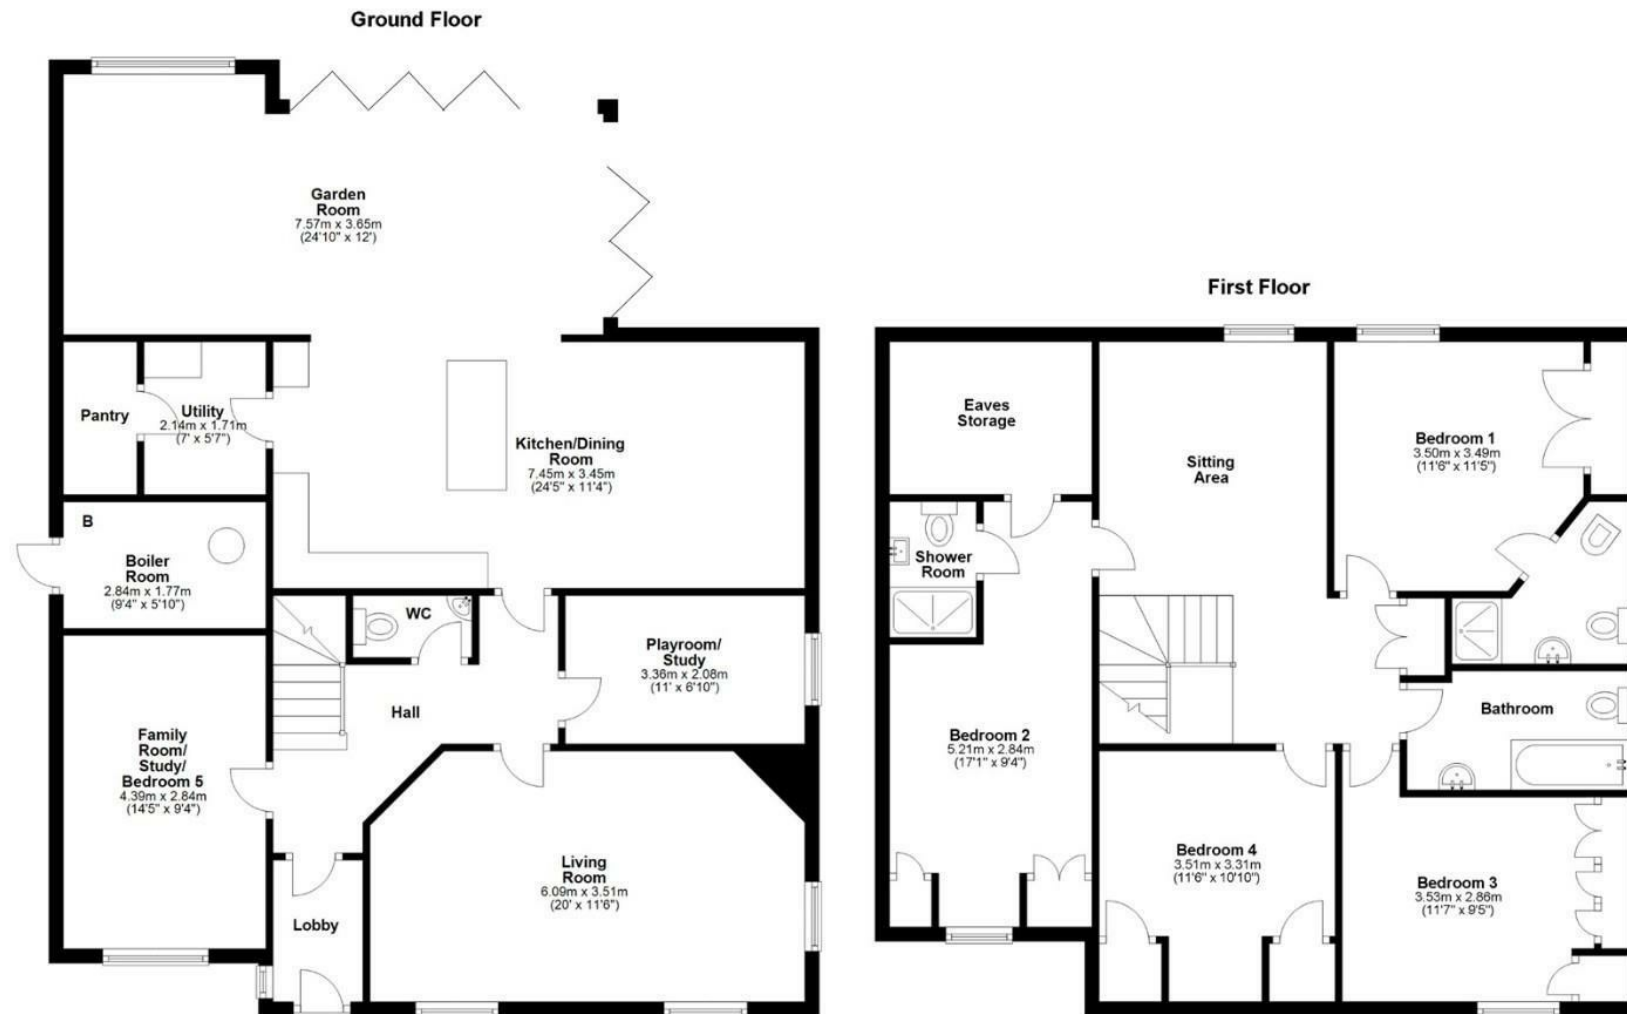 Ground Floor
Garden
Room
7.57m x 3.65m
(24'10" x 12')
Pantry
Utility
2.14m x 1.71m
(7' x 5'7")
Kitchen/Dining
Room
7.45m x 3.45m
(24'5" x 11'4")
B
Boiler
Room
2.84m x 1.77m
(9'4" x 5'10")
WC
Playroom/
Study
3.36m x 2.08m
(11' x 6'10")
Hall
Family
Room/
Study/
Bedroom 5
4.39m x 2.84m
(14'5" x 9'4")
Living
Room
6.09m x 3.51m
(20' x 11'6")
Lobby
First Floor
Eaves
Storage
Sitting
Area
Bedroom 1
3.50m x 3.49m
(11'6" x 11'5")
Shower
Room
Bedroom 2
5.21m x 2.84m
(17'1" x 9'4")
Bathroom
Bedroom 4
3.51m x 3.31m
(11'6" x 10'10")
Bedroom 3
3.53m x 2.86m
(11'7" x 9'5")